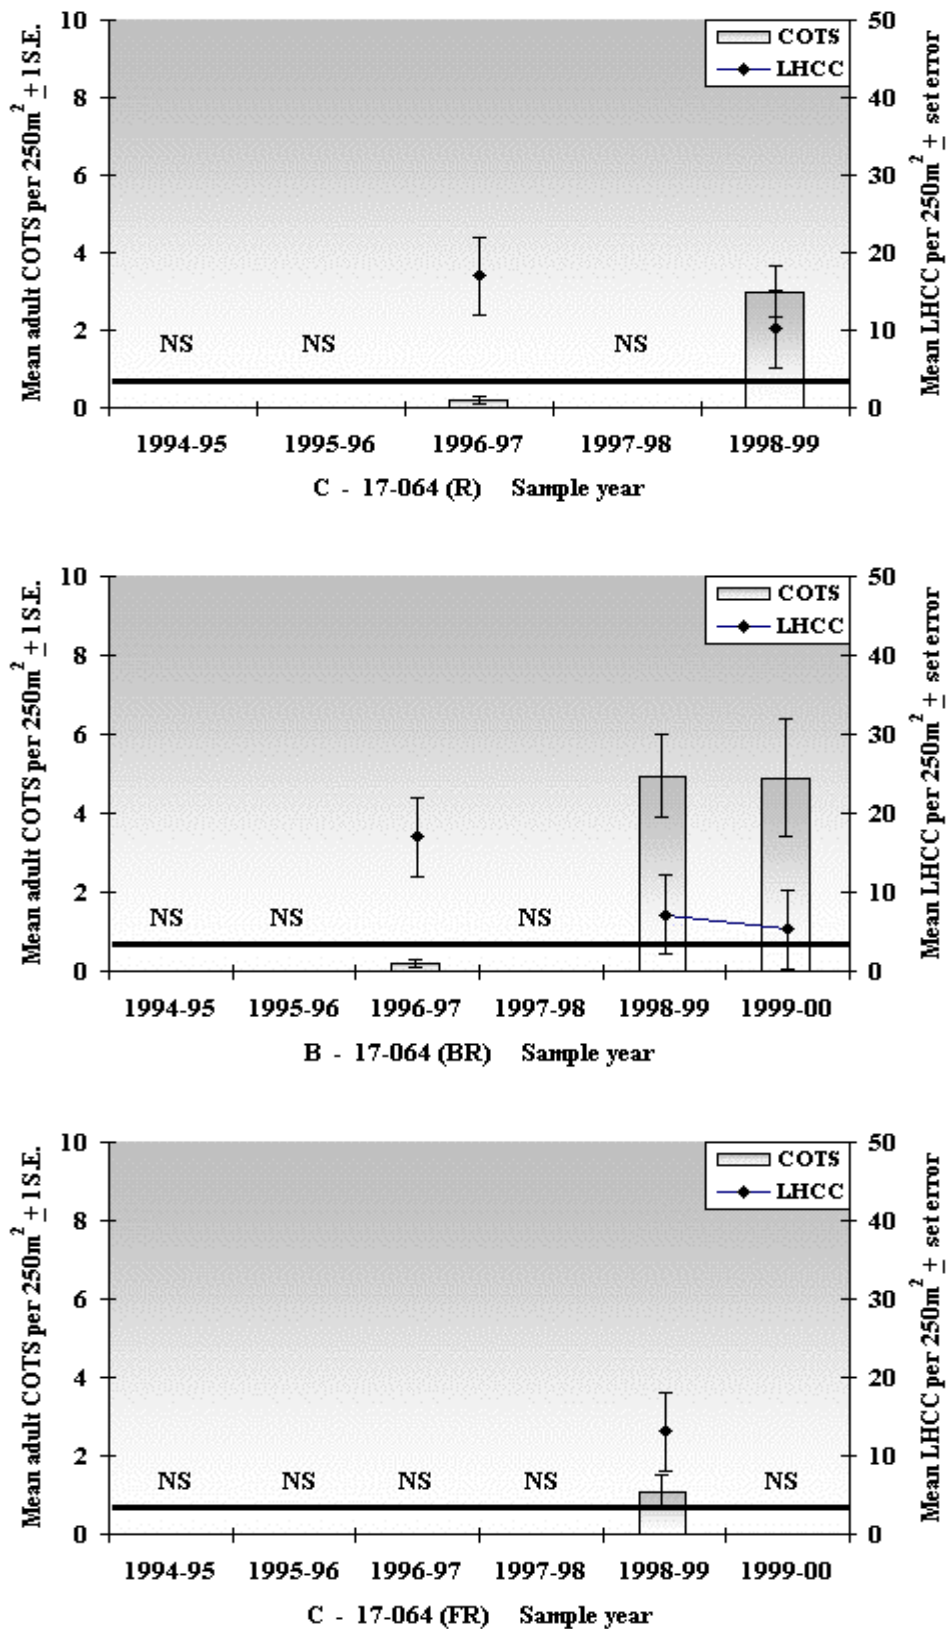 Mean adult COTS per 250m² ± 1 S.E.
10
8
6
4
2
0
COTS
LHCC
50
40
30
20
10
0
Mean LHCC per 250m² ± set error
NS NS NS
1994-95 1995-96 1996-97 1997-98 1998-99
C - 17-064 (R) Sample year
Mean adult COTS per 250m² ± 1 S.E.
10
8
6
4
2
0
COTS
LHCC
50
40
30
20
10
0
Mean LHCC per 250m² ± set error
NS NS NS
1994-95 1995-96 1996-97 1997-98 1998-99 1999-00
B - 17-064 (BR) Sample year
Mean adult COTS per 250m² ± 1 S.E.
10
8
6
4
2
0
COTS
LHCC
50
40
30
20
10
0
Mean LHCC per 250m² ± set error
NS NS NS NS NS
1994-95 1995-96 1996-97 1997-98 1998-99 1999-00
C - 17-064 (FR) Sample year